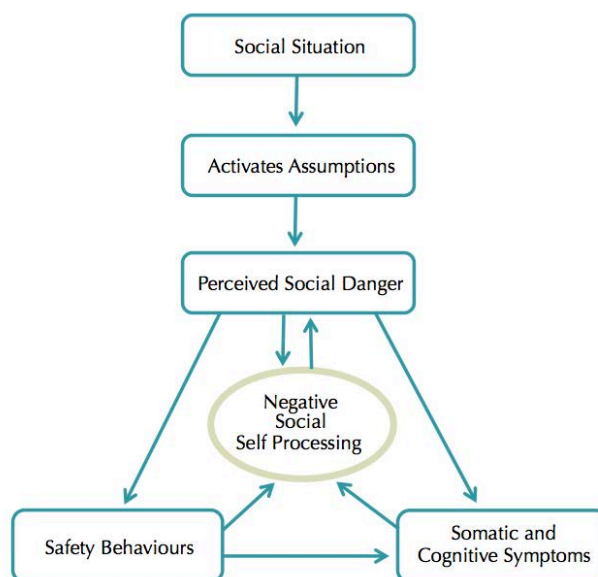 Social Situation
Activates Assumptions
Perceived Social Danger
Negative
Social
Self Processing
Safety Behaviours
Somatic and
Cognitive Symptoms